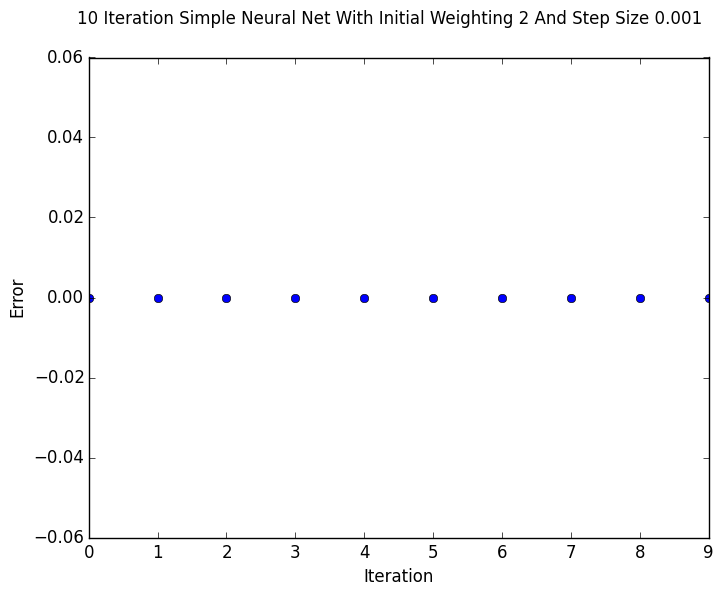 10 Iteration Simple Neural Net With Initial Weighting 2 And Step Size 0.001
0.06
0.04
0.02
0.00
−0.02
−0.04
−0.06
Error
0 1 2 3 4 5 6 7 8 9
Iteration